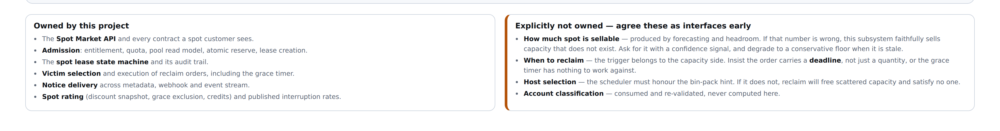 Owned by this project
• The Spot Market API and every contract a spot customer sees.
• Admission: entitlement, quota, pool read model, atomic reserve, lease creation.
• The spot lease state machine and its audit trail.
• Victim selection and execution of reclaim orders, including the grace timer.
• Notice delivery across metadata, webhook and event stream.
• Spot rating (discount snapshot, grace exclusion, credits) and published interruption rates.
Explicitly not owned — agree these as interfaces early
• How much spot is sellable — produced by forecasting and headroom. If that number is wrong, this subsystem faithfully sells
capacity that does not exist. Ask for it with a confidence signal, and degrade to a conservative floor when it is stale.
• When to reclaim — the trigger belongs to the capacity side. Insist the order carries a deadline, not just a quantity, or the grace
timer has nothing to work against.
• Host selection — the scheduler must honour the bin-pack hint. If it does not, reclaim will free scattered capacity and satisfy no one.
• Account classification — consumed and re-validated, never computed here.